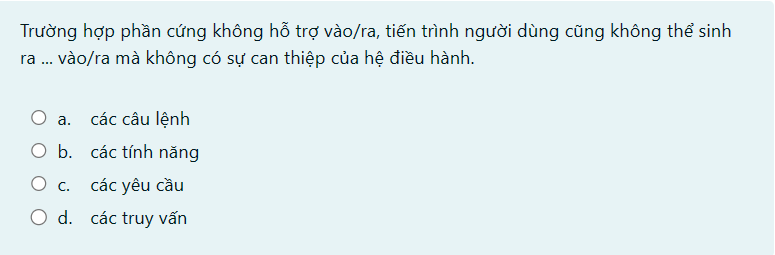 Trường hợp phần cứng không hỗ trợ vào/ra, tiến trình người dùng cũng không thể sinh
ra ... vào/ra mà không có sự can thiệp của hệ điều hành.
a. các câu lệnh
b. các tính năng
c. các yêu cầu
d. các truy vấn